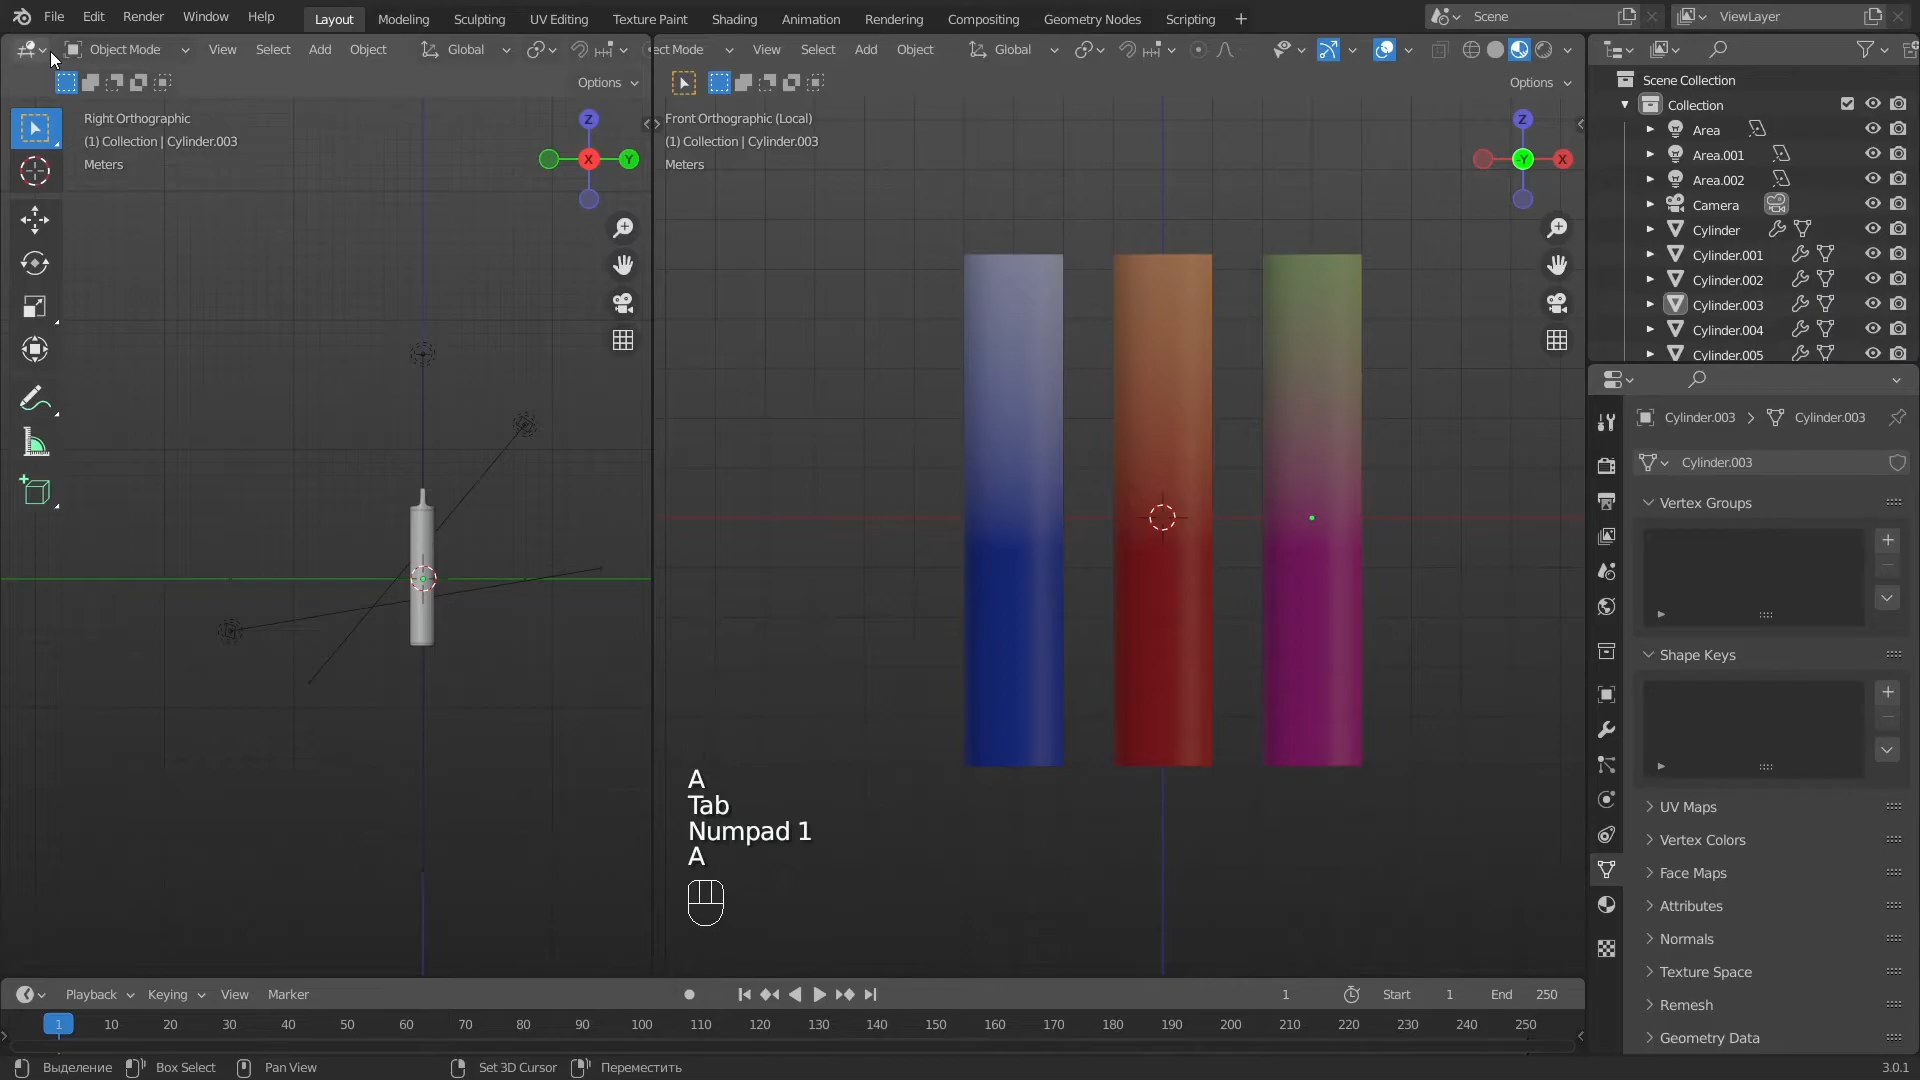 File Edit Render Window Help Layout Modeling Sculpting UV Editing Texture Paint Shading Animation Rendering Compositing Geometry Nodes Scripting + Scene ViewLayer
Object Mode View Select Add Object Global
ect Mode View Select Add Object Global
Options
Options
Right Orthographic
(1) Collection | Cylinder.003
Meters
Z
X
Y
Front Orthographic (Local)
(1) Collection | Cylinder.003
Meters
Z
-Y
X
A
Tab
Numpad 1
A
Scene Collection
Collection
Area
Area.001
Area.002
Camera
Cylinder
Cylinder.001
Cylinder.002
Cylinder.003
Cylinder.004
Cylinder.005
Cylinder.003 Cylinder.003
Cylinder.003
Vertex Groups
Shape Keys
UV Maps
Vertex Colors
Face Maps
Attributes
Normals
Texture Space
Remesh
Geometry Data
Playback Keying View Marker 1 Start 1 End 250
1 10 20 30 40 50 60 70 80 90 100 110 120 130 140 150 160 170 180 190 200 210 220 230 240 250
Выделение Box Select Pan View Set 3D Cursor Переместить 3.0.1